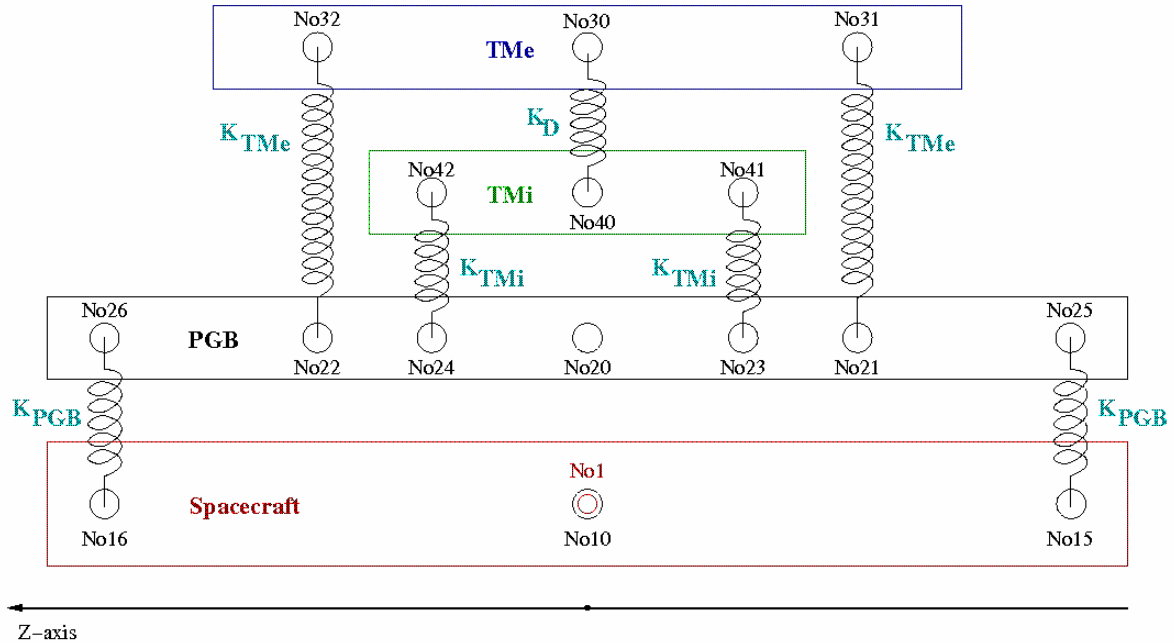 No32 No30 No31
TMe
K_TMe K_D K_TMe
No42 No41
TMi
No40
K_TMi K_TMi
No26 No25
PGB
No22 No24 No20 No23 No21
K_PGB K_PGB
No1
Spacecraft
No16 No10 No15
Z-axis